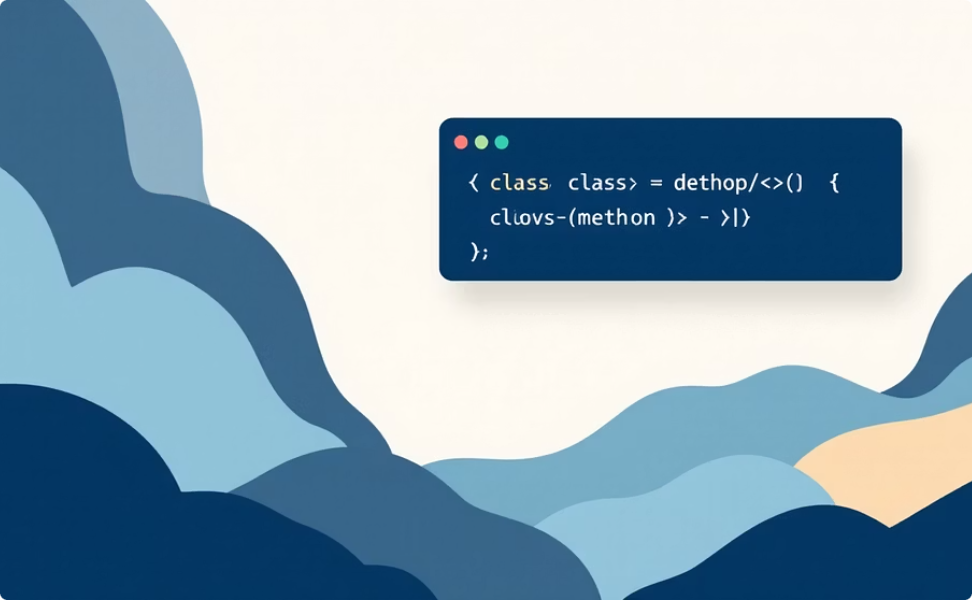 { class, class> = dethop/<>() {
clovs-(methon )> - >|}
};